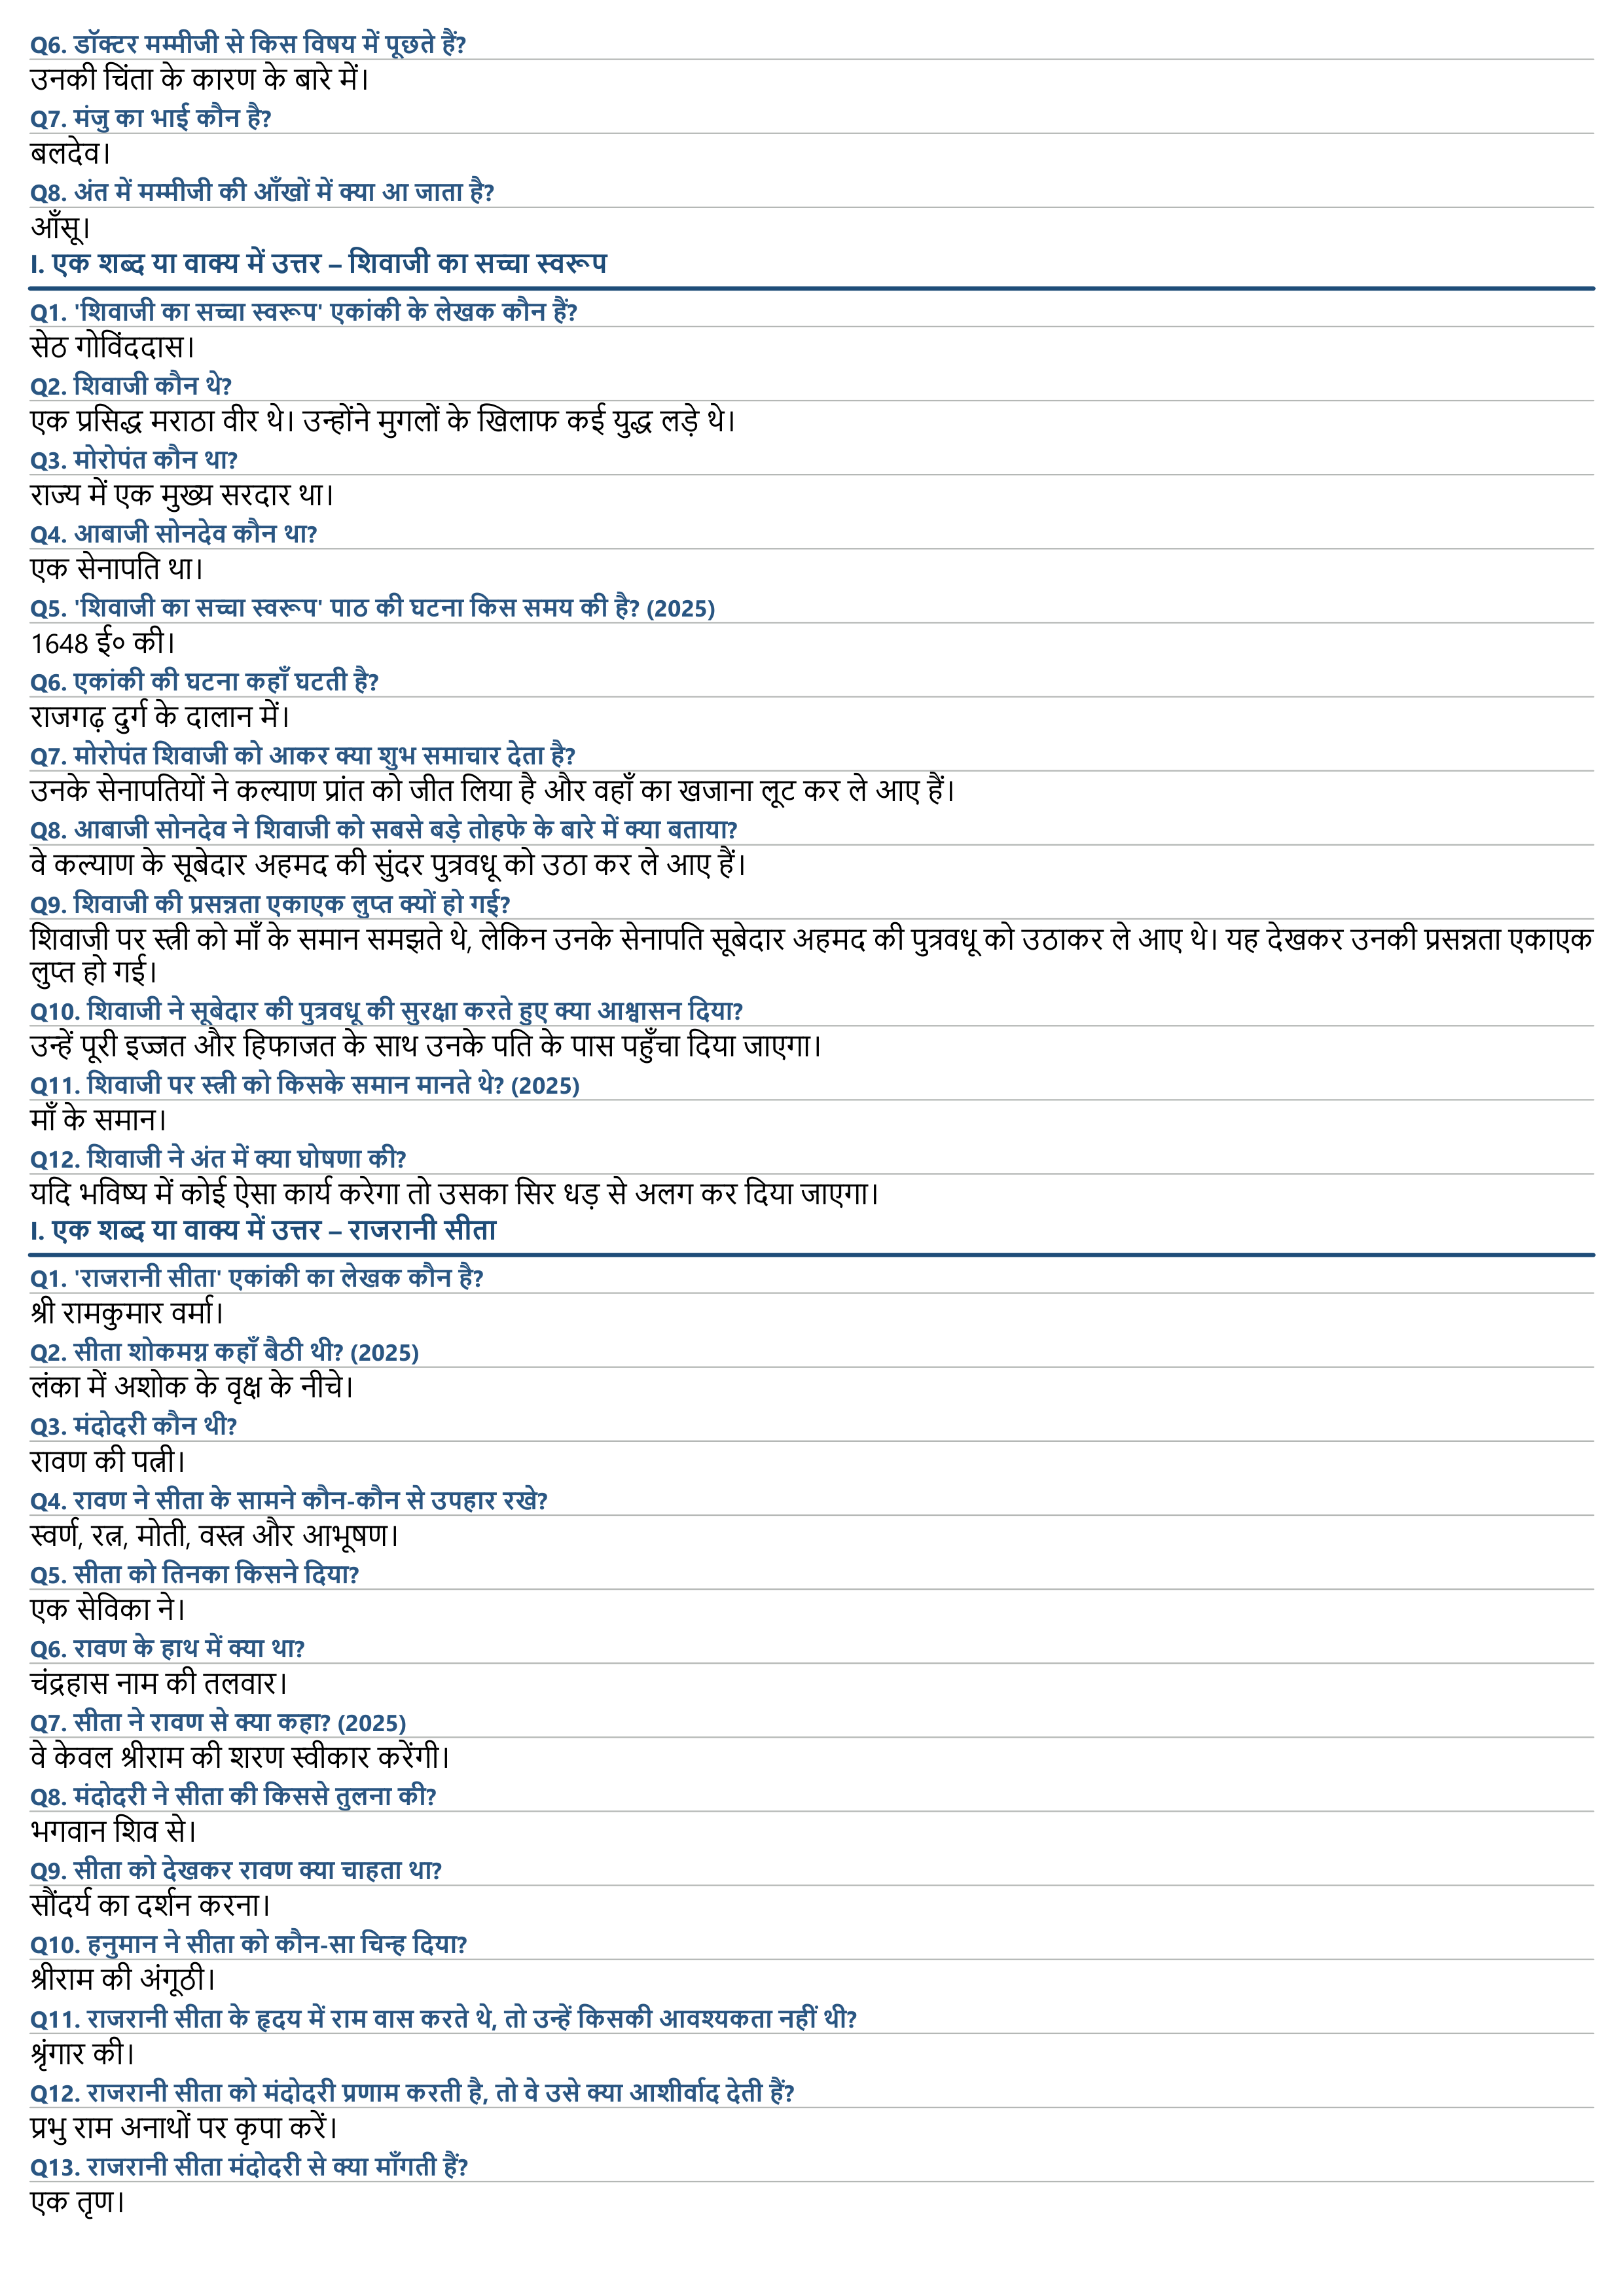 Q6. डॉक्टर मम्मीजी से किस विषय में पूछते हैं?
उनकी चिंता के कारण के बारे में।
Q7. मंजु का भाई कौन है?
बलदेव।
Q8. अंत में मम्मीजी की आँखों में क्या आ जाता है?
आँसू।
I. एक शब्द या वाक्य में उत्तर – शिवाजी का सच्चा स्वरूप
Q1. 'शिवाजी का सच्चा स्वरूप' एकांकी के लेखक कौन हैं?
सेठ गोविंददास।
Q2. शिवाजी कौन थे?
एक प्रसिद्ध मराठा वीर थे। उन्होंने मुगलों के खिलाफ कई युद्ध लड़े थे।
Q3. मोरोपंत कौन था?
राज्य में एक मुख्य सरदार था।
Q4. आबाजी सोनदेव कौन था?
एक सेनापति था।
Q5. 'शिवाजी का सच्चा स्वरूप' पाठ की घटना किस समय की है? (2025)
1648 ई० की।
Q6. एकांकी की घटना कहाँ घटती है?
राजगढ़ दुर्ग के दालान में।
Q7. मोरोपंत शिवाजी को आकर क्या शुभ समाचार देता है?
उनके सेनापतियों ने कल्याण प्रांत को जीत लिया है और वहाँ का खजाना लूट कर ले आए हैं।
Q8. आबाजी सोनदेव ने शिवाजी को सबसे बड़े तोहफे के बारे में क्या बताया?
वे कल्याण के सूबेदार अहमद की सुंदर पुत्रवधू को उठा कर ले आए हैं।
Q9. शिवाजी की प्रसन्नता एकाएक लुप्त क्यों हो गई?
शिवाजी पर स्त्री को माँ के समान समझते थे, लेकिन उनके सेनापति सूबेदार अहमद की पुत्रवधू को उठाकर ले आए थे। यह देखकर उनकी प्रसन्नता एकाएक
लुप्त हो गई।
Q10. शिवाजी ने सूबेदार की पुत्रवधू की सुरक्षा करते हुए क्या आश्वासन दिया?
उन्हें पूरी इज्जत और हिफाजत के साथ उनके पति के पास पहुँचा दिया जाएगा।
Q11. शिवाजी पर स्त्री को किसके समान मानते थे? (2025)
माँ के समान।
Q12. शिवाजी ने अंत में क्या घोषणा की?
यदि भविष्य में कोई ऐसा कार्य करेगा तो उसका सिर धड़ से अलग कर दिया जाएगा।
I. एक शब्द या वाक्य में उत्तर – राजरानी सीता
Q1. 'राजरानी सीता' एकांकी का लेखक कौन है?
श्री रामकुमार वर्मा।
Q2. सीता शोकमग्न कहाँ बैठी थी? (2025)
लंका में अशोक के वृक्ष के नीचे।
Q3. मंदोदरी कौन थी?
रावण की पत्नी।
Q4. रावण ने सीता के सामने कौन-कौन से उपहार रखे?
स्वर्ण, रत्न, मोती, वस्त्र और आभूषण।
Q5. सीता को तिनका किसने दिया?
एक सेविका ने।
Q6. रावण के हाथ में क्या था?
चंद्रहास नाम की तलवार।
Q7. सीता ने रावण से क्या कहा? (2025)
वे केवल श्रीराम की शरण स्वीकार करेंगी।
Q8. मंदोदरी ने सीता की किससे तुलना की?
भगवान शिव से।
Q9. सीता को देखकर रावण क्या चाहता था?
सौंदर्य का दर्शन करना।
Q10. हनुमान ने सीता को कौन-सा चिन्ह दिया?
श्रीराम की अंगूठी।
Q11. राजरानी सीता के हृदय में राम वास करते थे, तो उन्हें किसकी आवश्यकता नहीं थी?
श्रृंगार की।
Q12. राजरानी सीता को मंदोदरी प्रणाम करती है, तो वे उसे क्या आशीर्वाद देती हैं?
प्रभु राम अनाथों पर कृपा करें।
Q13. राजरानी सीता मंदोदरी से क्या माँगती हैं?
एक तृण।